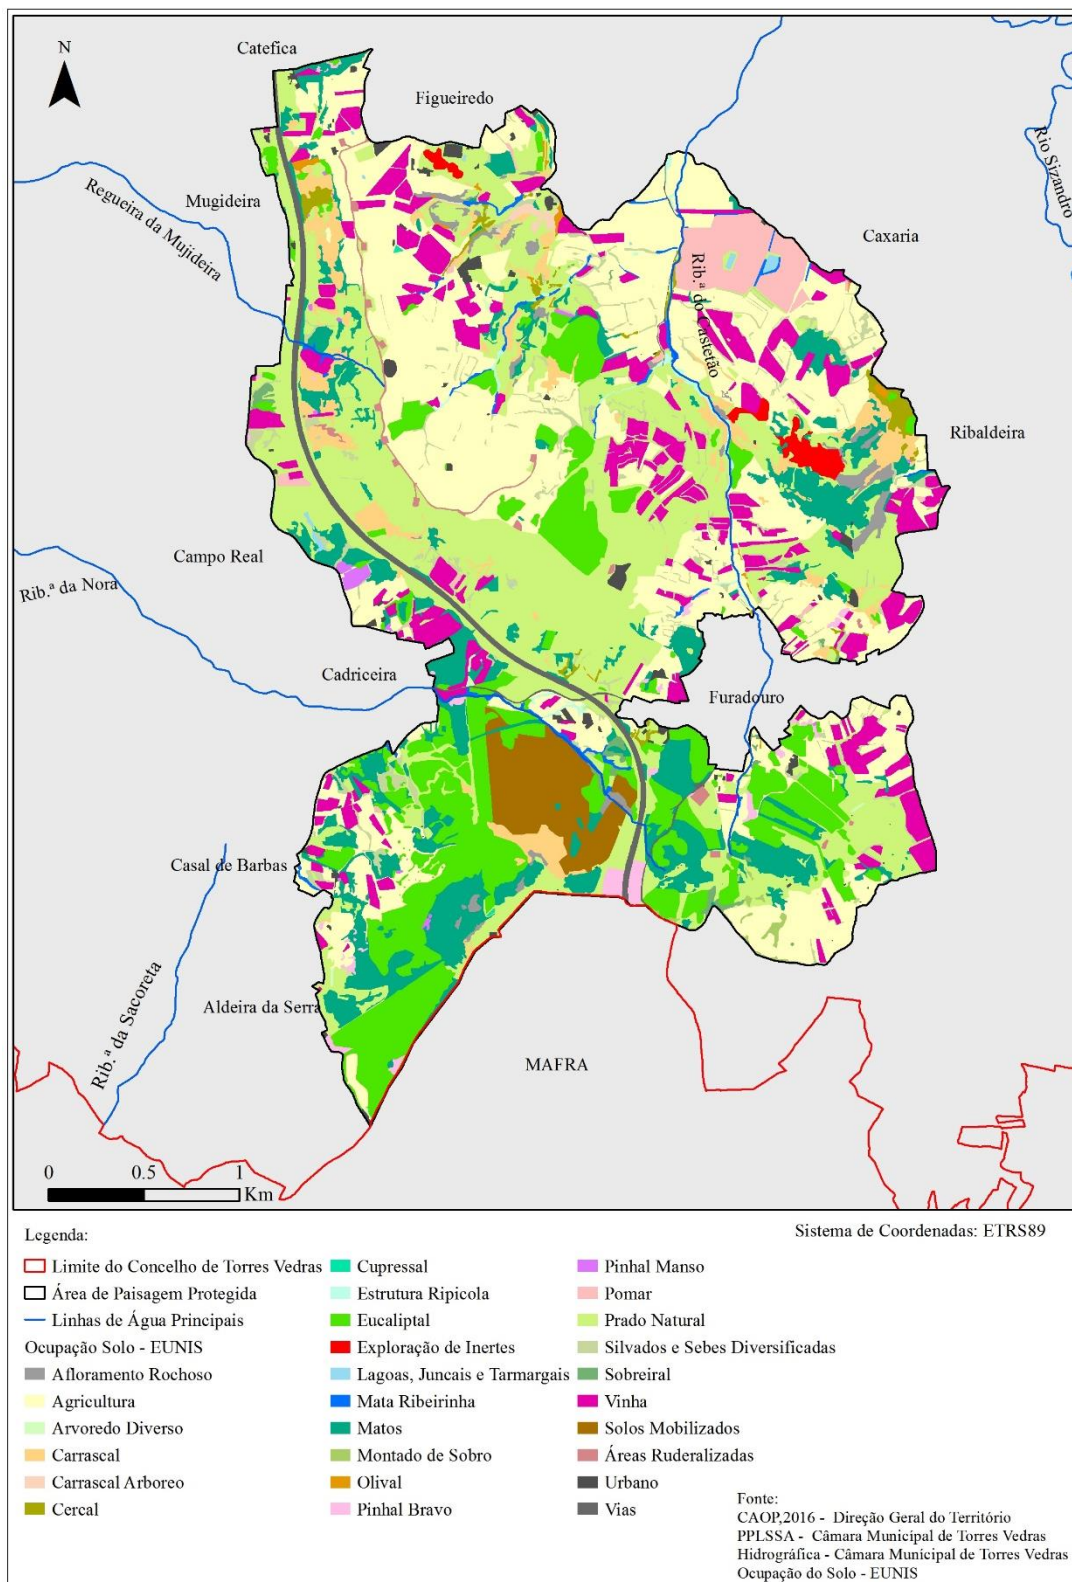 N
Catefica
Figueiredo
Rio Sizandro
Mugideira
Regueira da Mujideira
Caxaria
Rib.ª do Castetão
Ribaldeira
Campo Real
Rib.ª da Nora
Cadriceira
Furadouro
Casal de Barbas
Rib.ª da Sacoreta
Aldeira da Serra
MAFRA
0 0.5 1
Km
Sistema de Coordenadas: ETRS89
Legenda:
Limite do Concelho de Torres Vedras
Área de Paisagem Protegida
Linhas de Água Principais
Ocupação Solo - EUNIS
Afloramento Rochoso
Agricultura
Arvoredo Diverso
Carrascal
Carrascal Arboreo
Cercal
Cupressal
Estrutura Ripicola
Eucaliptal
Exploração de Inertes
Lagoas, Juncais e Tarmargais
Mata Ribeirinha
Matos
Montado de Sobro
Olival
Pinhal Bravo
Pinhal Manso
Pomar
Prado Natural
Silvados e Sebes Diversificadas
Sobreiral
Vinha
Solos Mobilizados
Áreas Ruderalizadas
Urbano
Vias
Fonte:
CAOP,2016 - Direção Geral do Território
PPLSSA - Câmara Municipal de Torres Vedras
Hidrográfica - Câmara Municipal de Torres Vedras
Ocupação do Solo - EUNIS